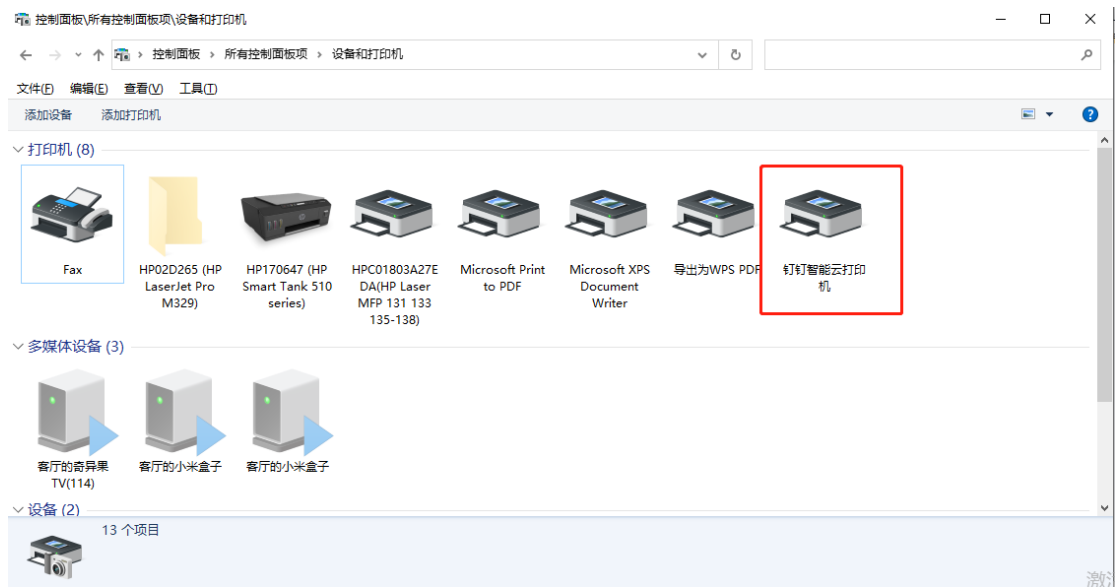 控制面板\所有控制面板项\设备和打印机
控制面板 › 所有控制面板项 › 设备和打印机
文件(F) 编辑(E) 查看(V) 工具(T)
添加设备 添加打印机
打印机 (8)
Fax
HP02D265 (HP
LaserJet Pro
M329)
HP170647 (HP
Smart Tank 510
series)
HPC01803A27E
DA(HP Laser
MFP 131 133
135-138)
Microsoft Print
to PDF
Microsoft XPS
Document
Writer
导出为WPS PDF
钉钉智能云打印
机
多媒体设备 (3)
客厅的奇异果
TV(114)
客厅的小米盒子
客厅的小米盒子
设备 (2)
13 个项目